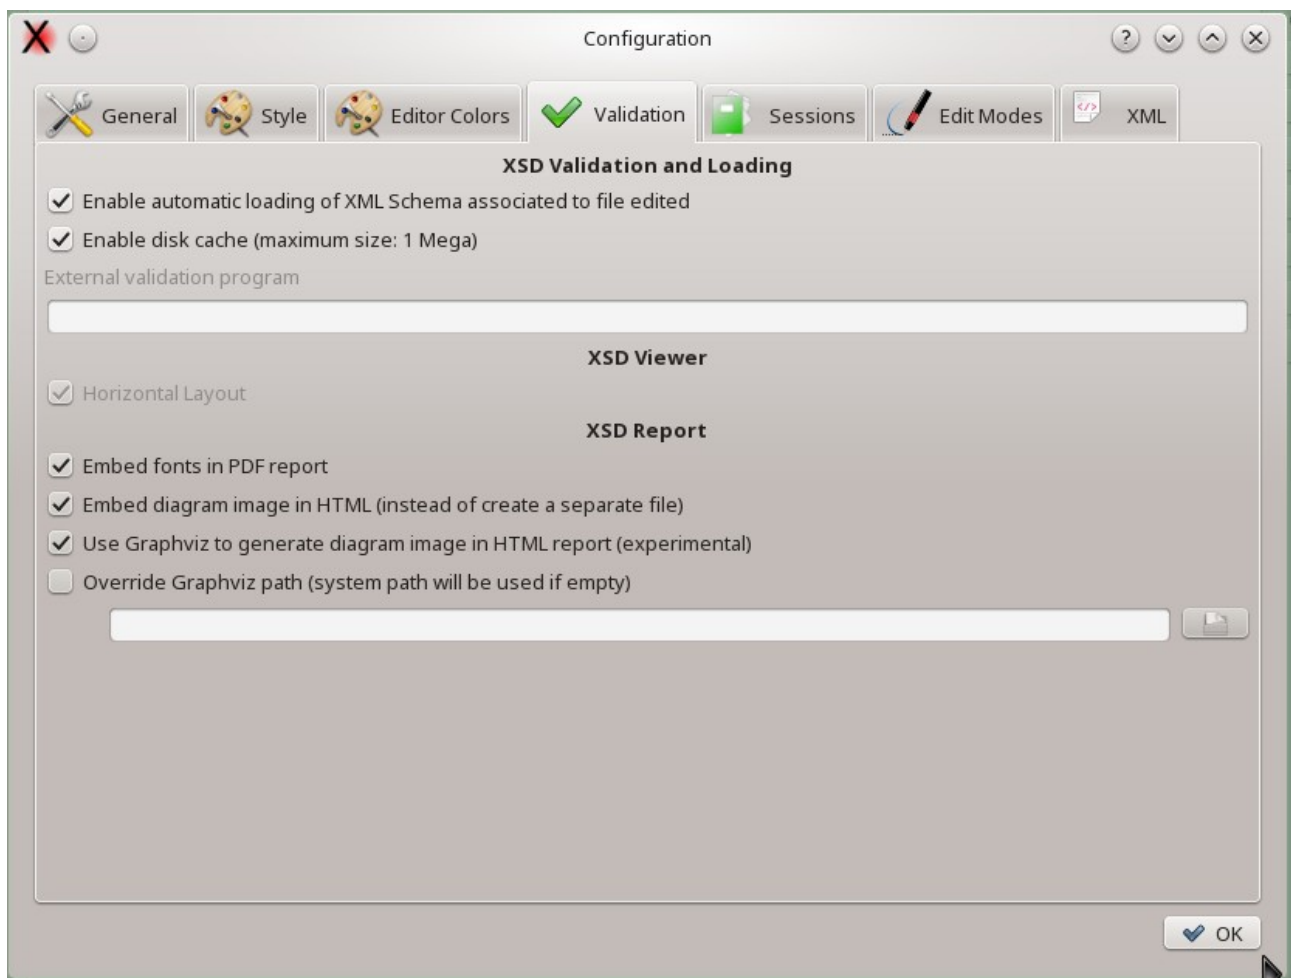 Configuration
General
Style
Editor Colors
Validation
Sessions
Edit Modes
XML
XSD Validation and Loading
Enable automatic loading of XML Schema associated to file edited
Enable disk cache (maximum size: 1 Mega)
External validation program
XSD Viewer
Horizontal Layout
XSD Report
Embed fonts in PDF report
Embed diagram image in HTML (instead of create a separate file)
Use Graphviz to generate diagram image in HTML report (experimental)
Override Graphviz path (system path will be used if empty)
OK